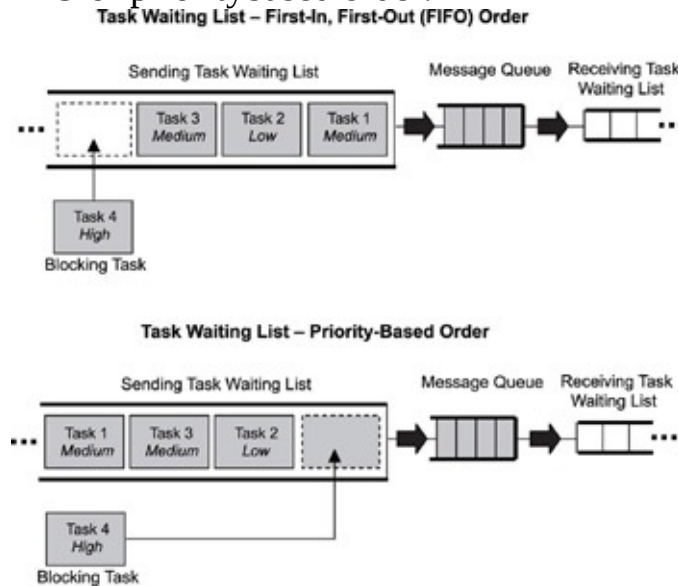 Task Waiting List – First-In, First-Out (FIFO) Order
Sending Task Waiting List
Message Queue
Receiving Task
Waiting List
Task 3
Medium
Task 2
Low
Task 1
Medium
Task 4
High
Blocking Task
Task Waiting List – Priority-Based Order
Sending Task Waiting List
Message Queue
Receiving Task
Waiting List
Task 1
Medium
Task 3
Medium
Task 2
Low
Task 4
High
Blocking Task